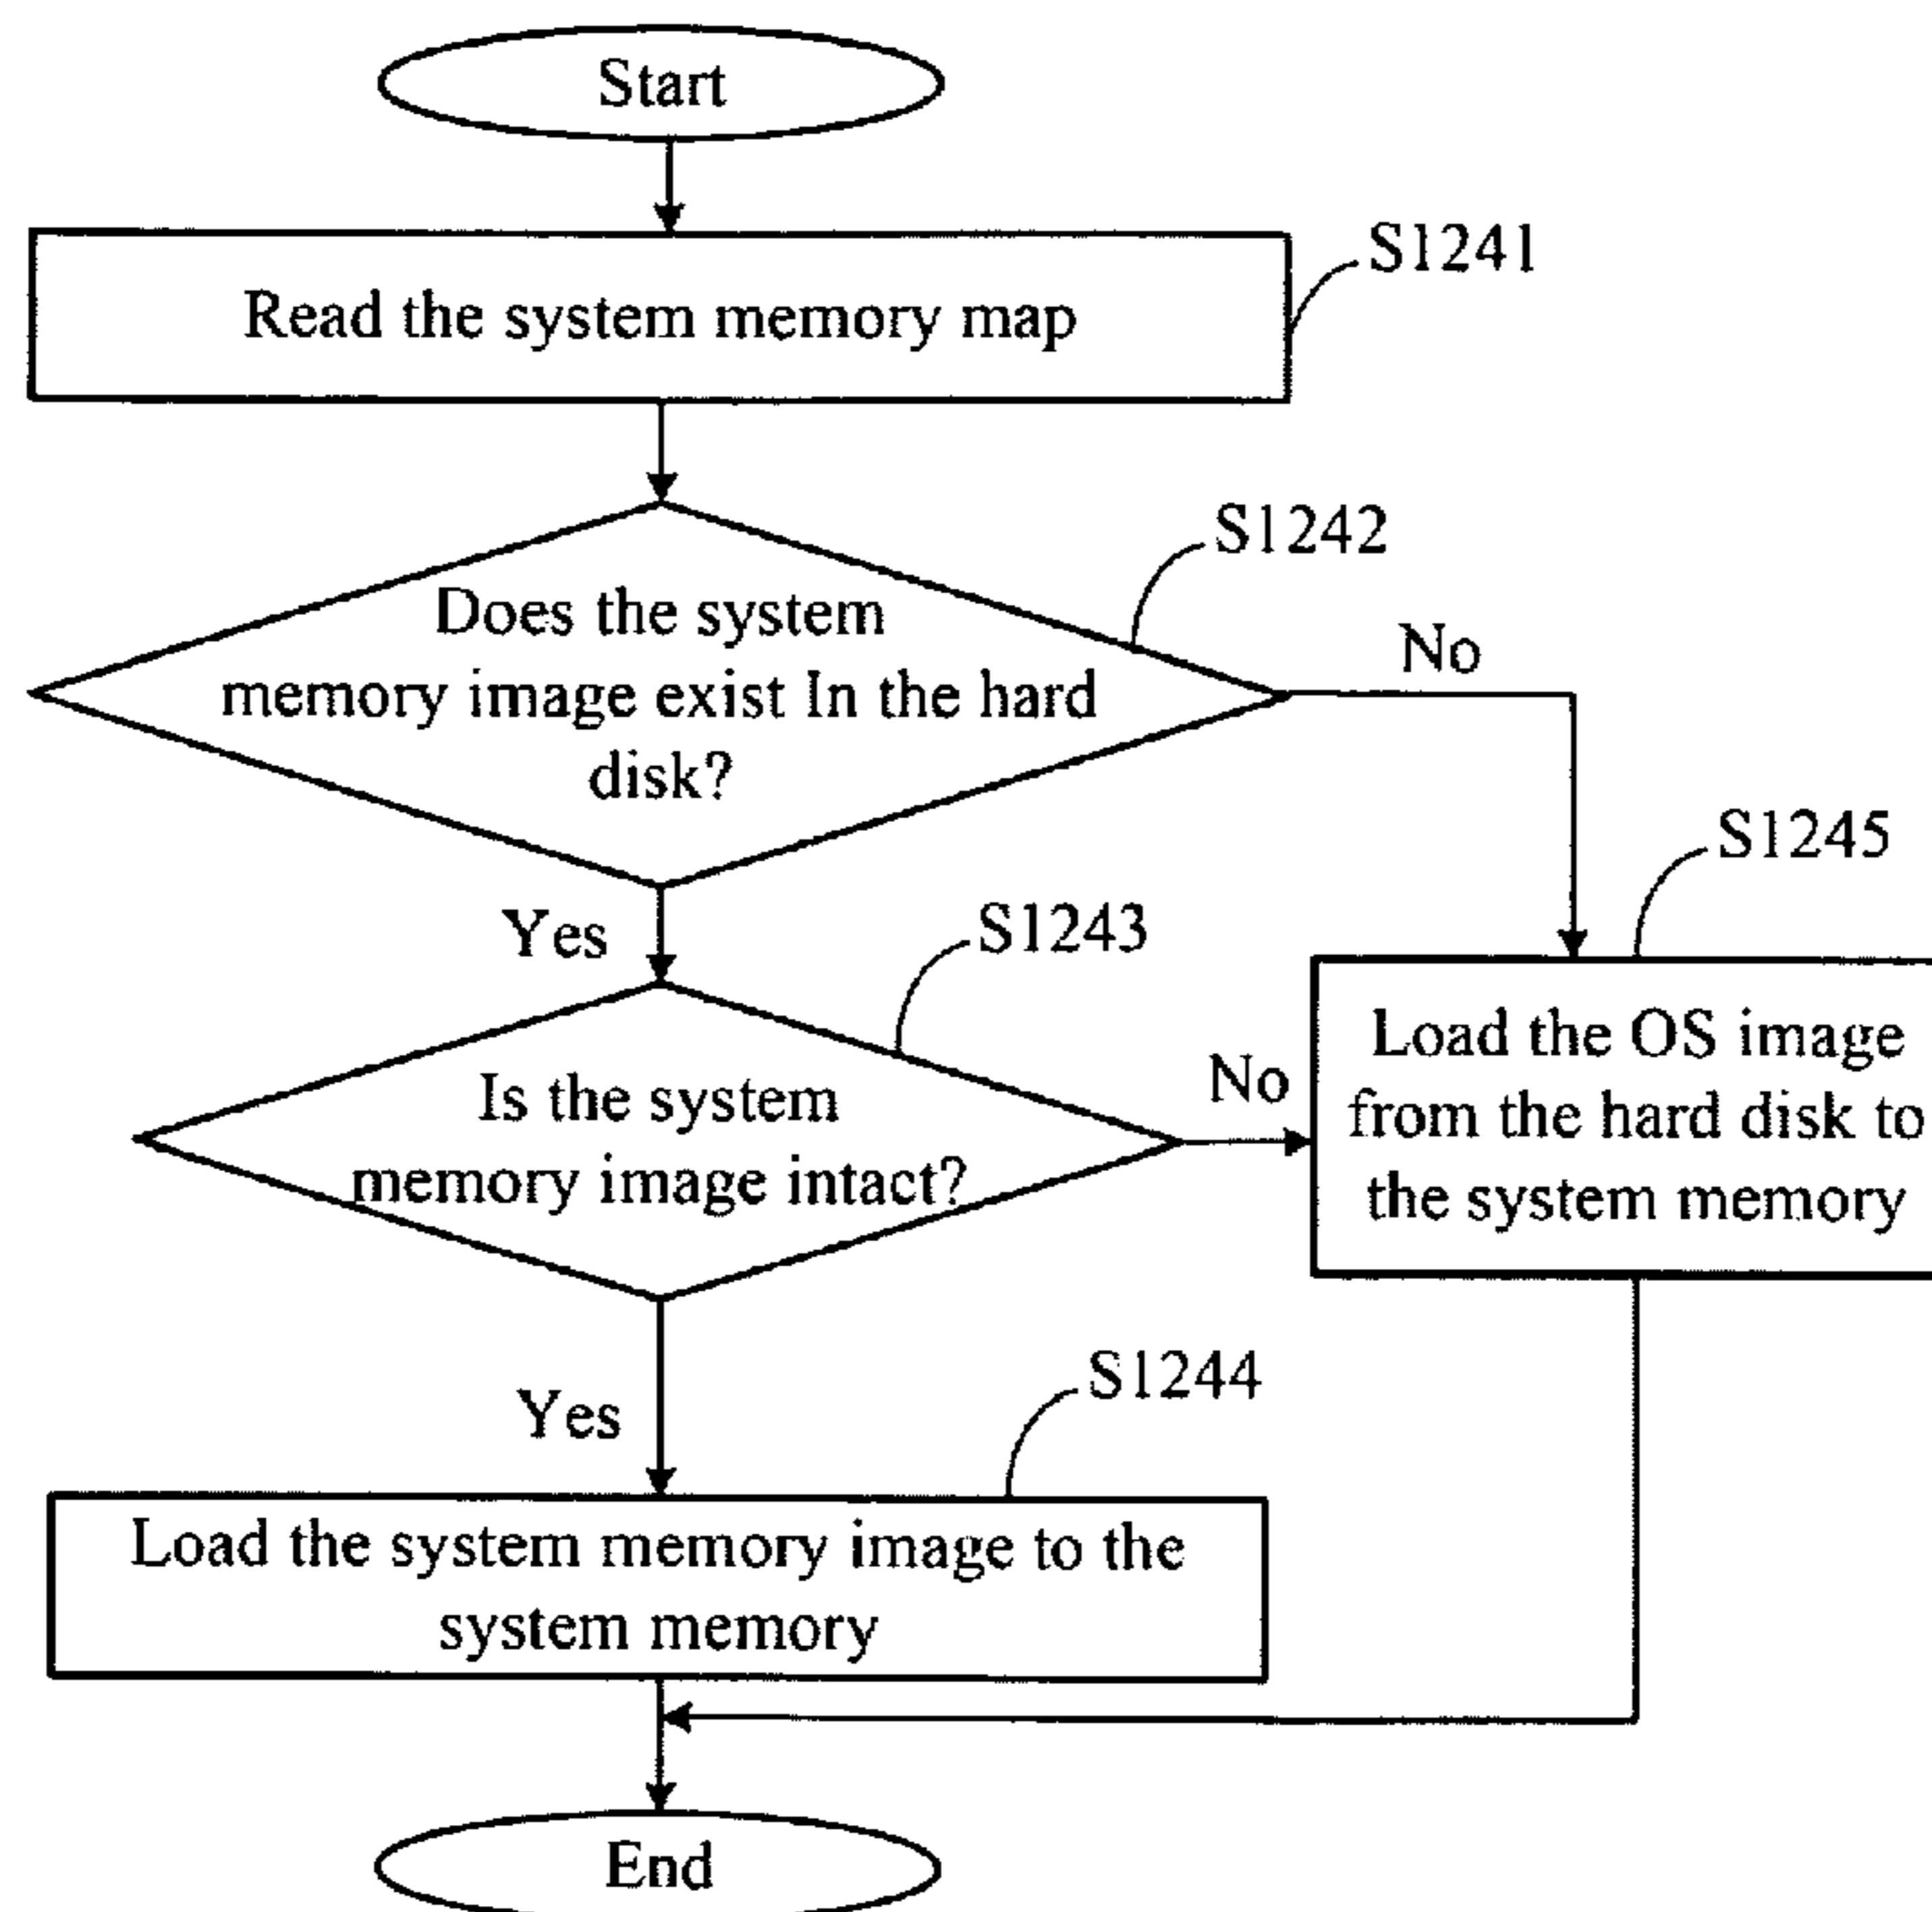 Start
S1241
Read the system memory map
S1242
Does the system
memory image exist In the hard
disk?
No
Yes
S1243
S1245
Is the system
memory image intact?
No
Load the OS image
from the hard disk to
the system memory
Yes
S1244
Load the system memory image to the
system memory
End